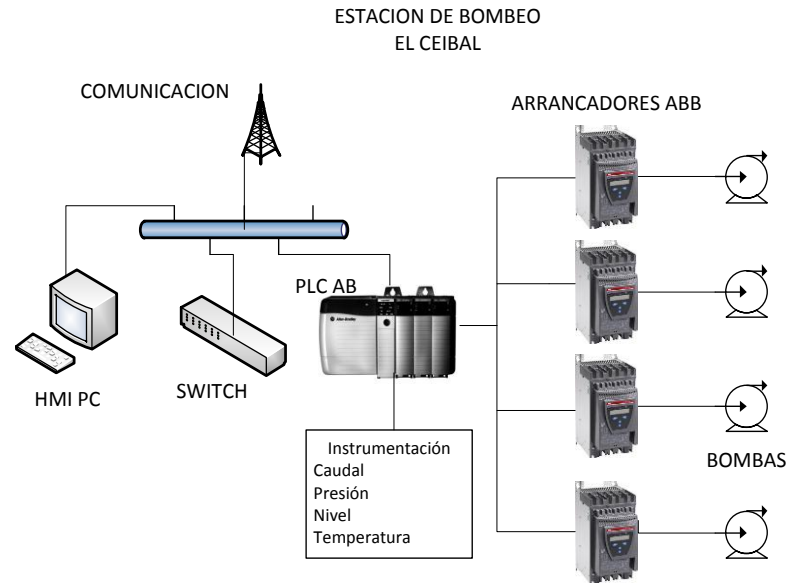 ESTACION DE BOMBEO
EL CEIBAL
COMUNICACION
ARRANCADORES ABB
PLC AB
HMI PC
SWITCH
Instrumentación
Caudal
Presión
Nivel
Temperatura
BOMBAS